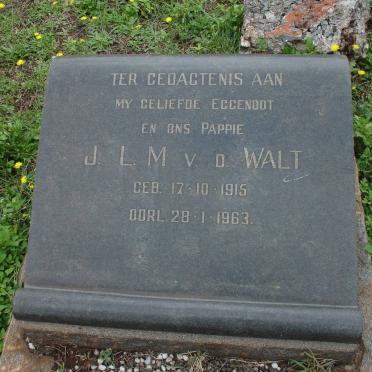 TER GEDAGTENIS AAN
MY GELIEFDE EGGENOOT
EN ONS PAPPIE
J. L. M v. d. WALT
GEB. 17·10·1915
OORL. 28·1·1963.